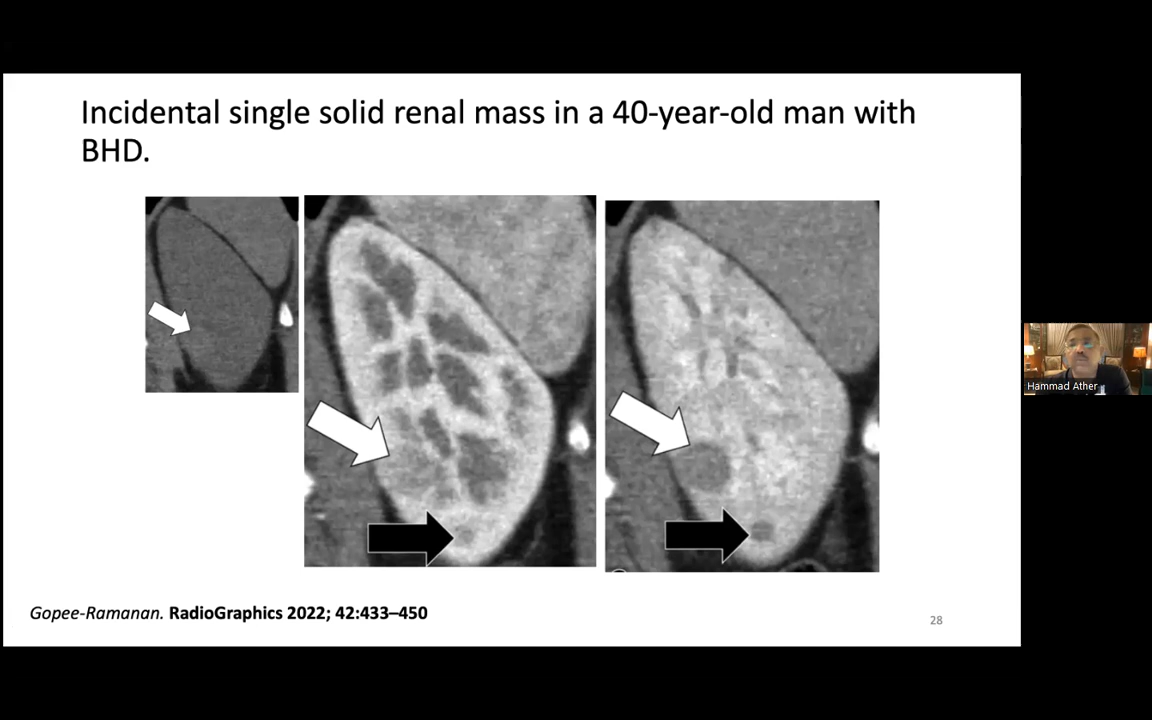 Incidental single solid renal mass in a 40-year-old man with
BHD.
Gopee-Ramanan. RadioGraphics 2022; 42:433–450
28
Hammad Ather